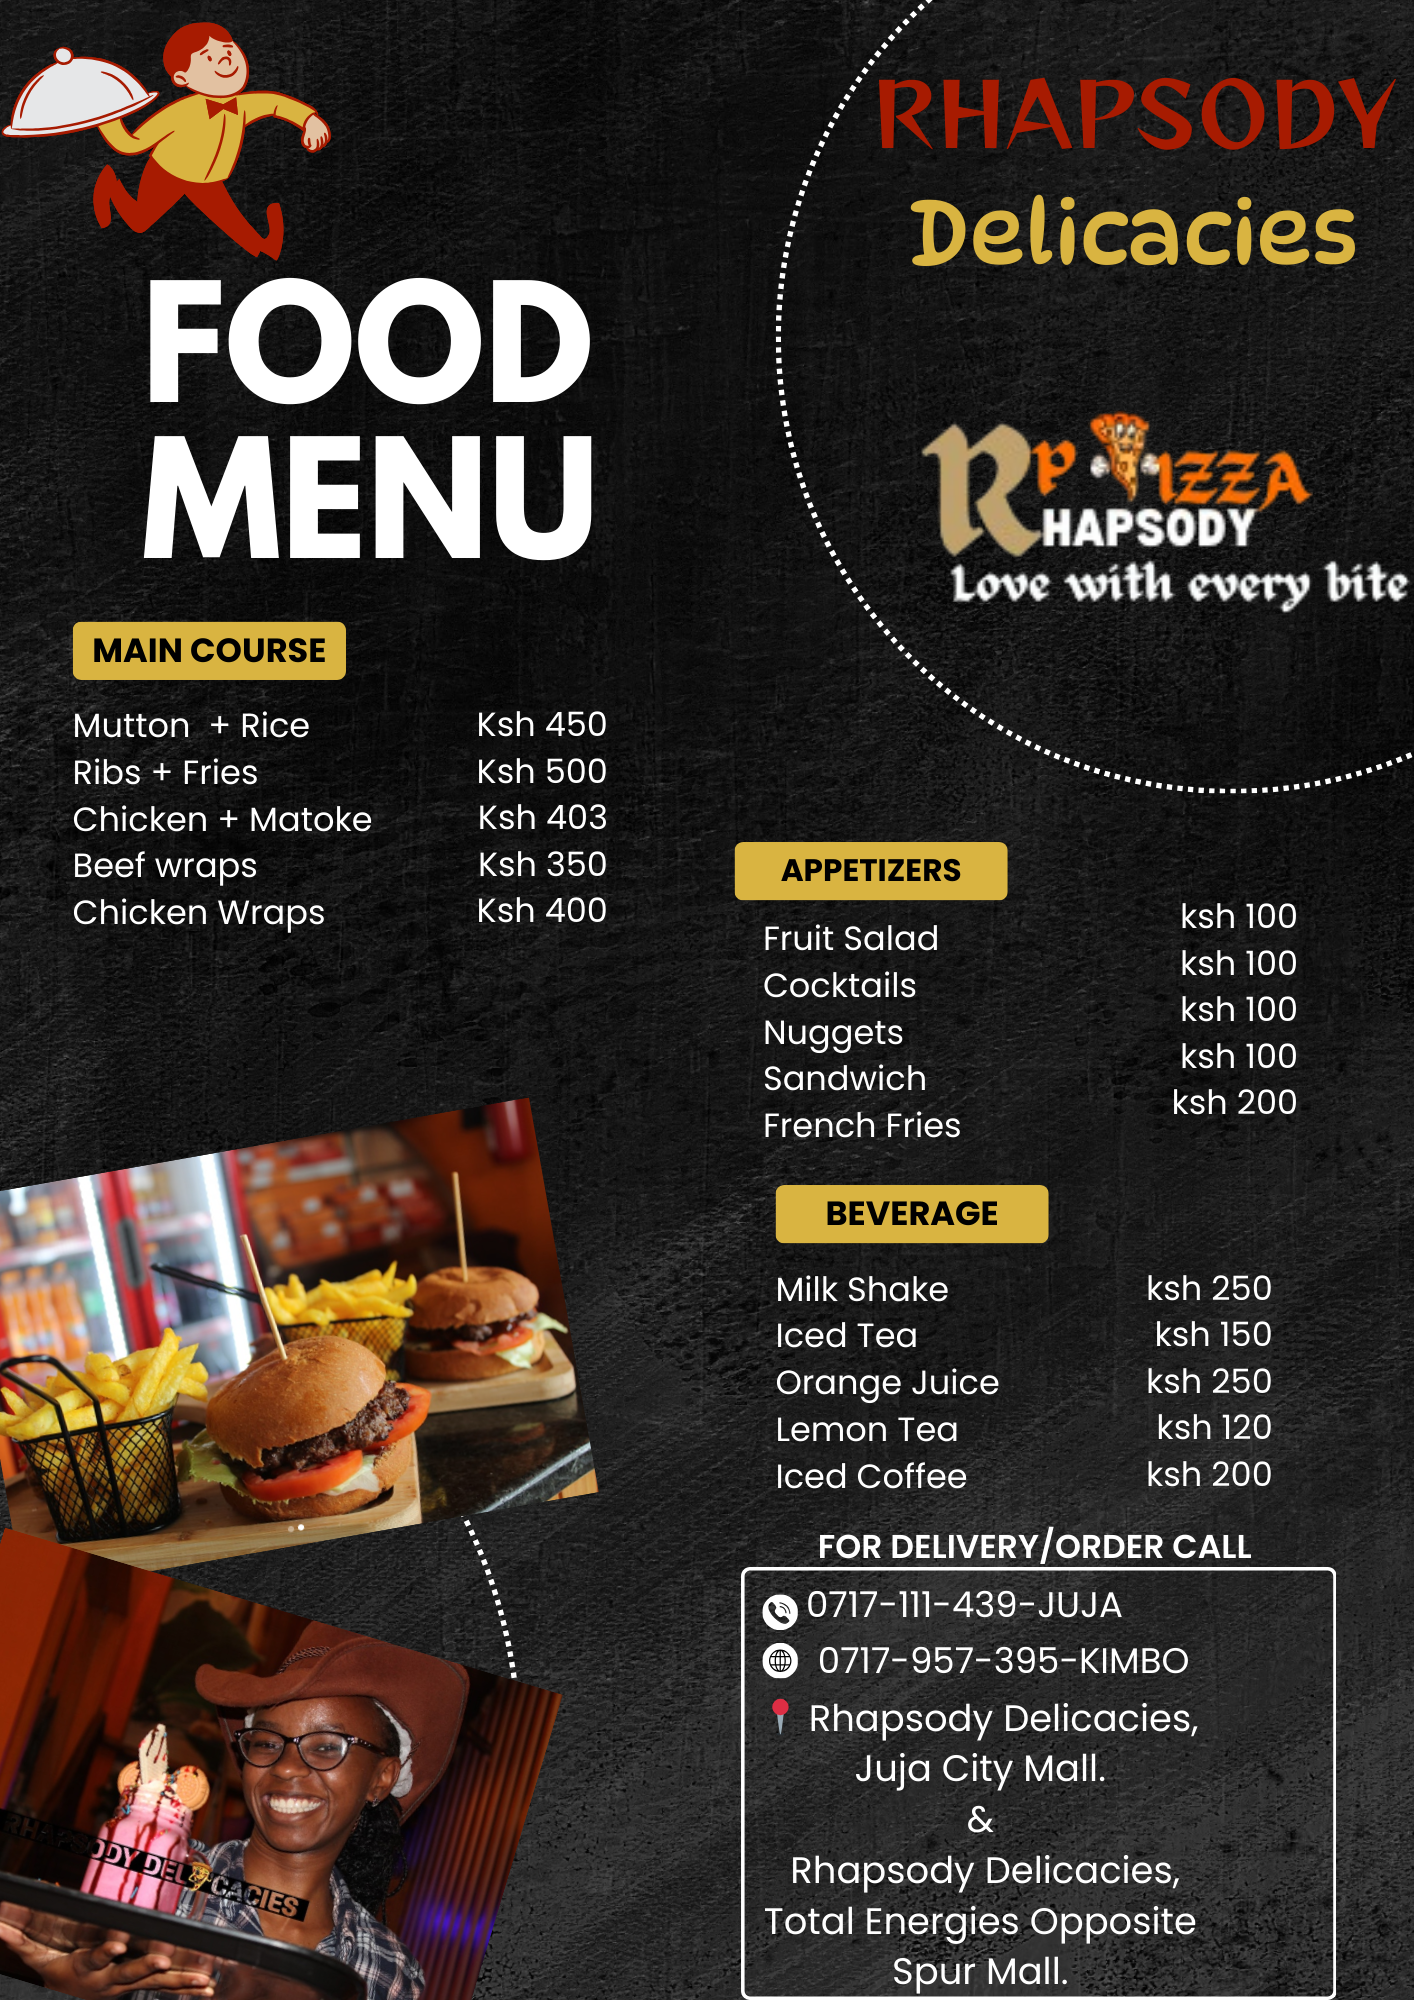 RHAPSODY
Delicacies
FOOD
MENU
RP PIZZA
RHAPSODY
Love with every bite
MAIN COURSE
Mutton + Rice Ksh 450
Ribs + Fries Ksh 500
Chicken + Matoke Ksh 403
Beef wraps Ksh 350
Chicken Wraps Ksh 400
APPETIZERS
Fruit Salad ksh 100
Cocktails ksh 100
Nuggets ksh 100
Sandwich ksh 100
French Fries ksh 200
BEVERAGE
Milk Shake ksh 250
Iced Tea ksh 150
Orange Juice ksh 250
Lemon Tea ksh 120
Iced Coffee ksh 200
FOR DELIVERY/ORDER CALL
0717-111-439-JUJA
0717-957-395-KIMBO
Rhapsody Delicacies,
Juja City Mall.
&
Rhapsody Delicacies,
Total Energies Opposite
Spur Mall.
RHAPSODY DELICACIES